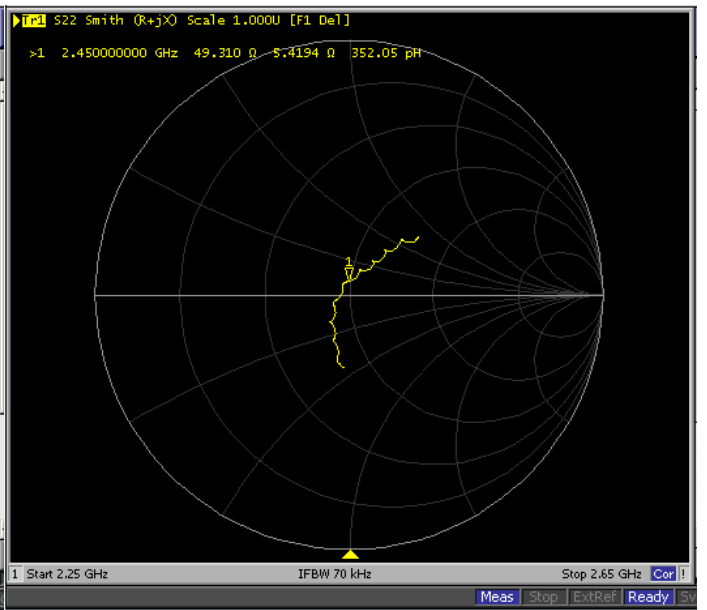 Tr1 S22 Smith (R+jX) Scale 1.000U [F1 Del]
>1 2.450000000 GHz 49.310 Ω 5.4194 Ω 352.05 pH
1
1 Start 2.25 GHz IFBW 70 kHz Stop 2.65 GHz Cor !
Meas Stop ExtRef Ready Sv